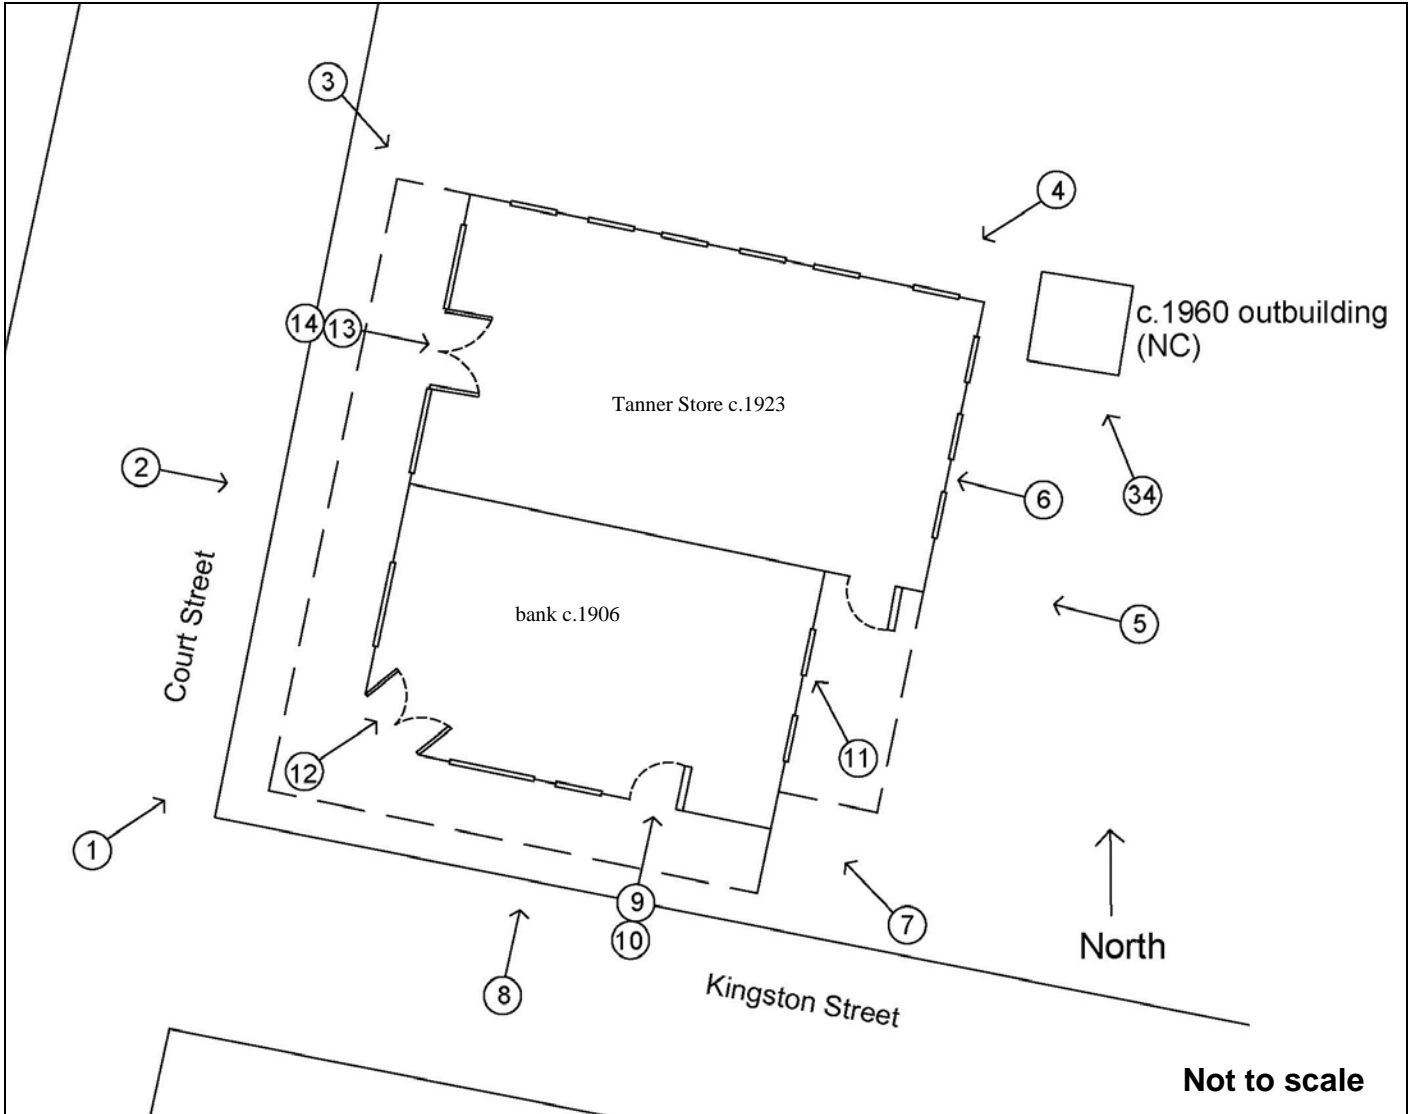 3
4
c.1960 outbuilding
(NC)
14
13
Tanner Store c.1923
2
6
34
Court Street
bank c.1906
5
11
12
1
9
7
10
North
8
Kingston Street
Not to scale